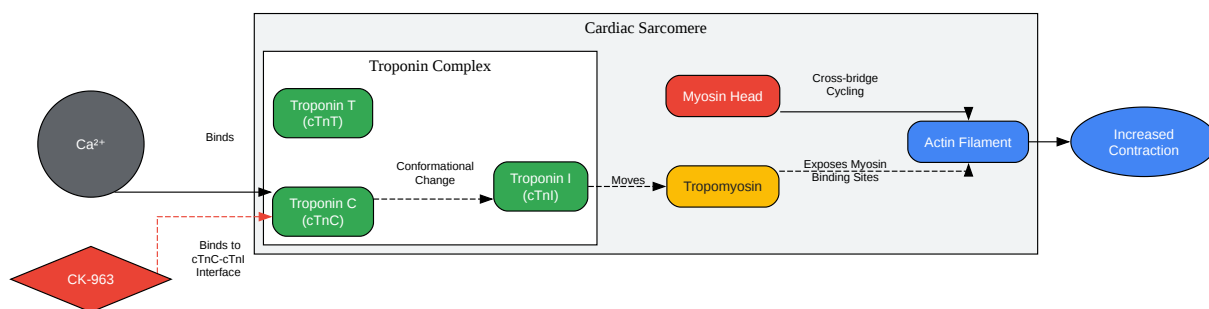 Cardiac Sarcomere
Troponin Complex
Troponin T
(cTnT)
Myosin Head
Cross-bridge
Cycling
Ca²⁺
Binds
Actin Filament
Increased
Contraction
Conformational
Change
Troponin I
(cTnI)
Moves
Tropomyosin
Exposes Myosin
Binding Sites
Troponin C
(cTnC)
Binds to
cTnC-cTnI
Interface
CK-963